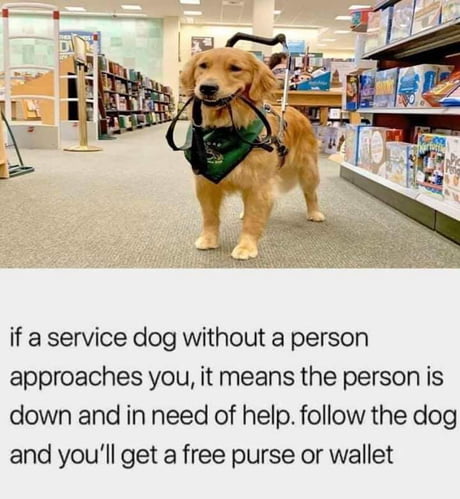 if a service dog without a person
approaches you, it means the person is
down and in need of help. follow the dog
and you'll get a free purse or wallet